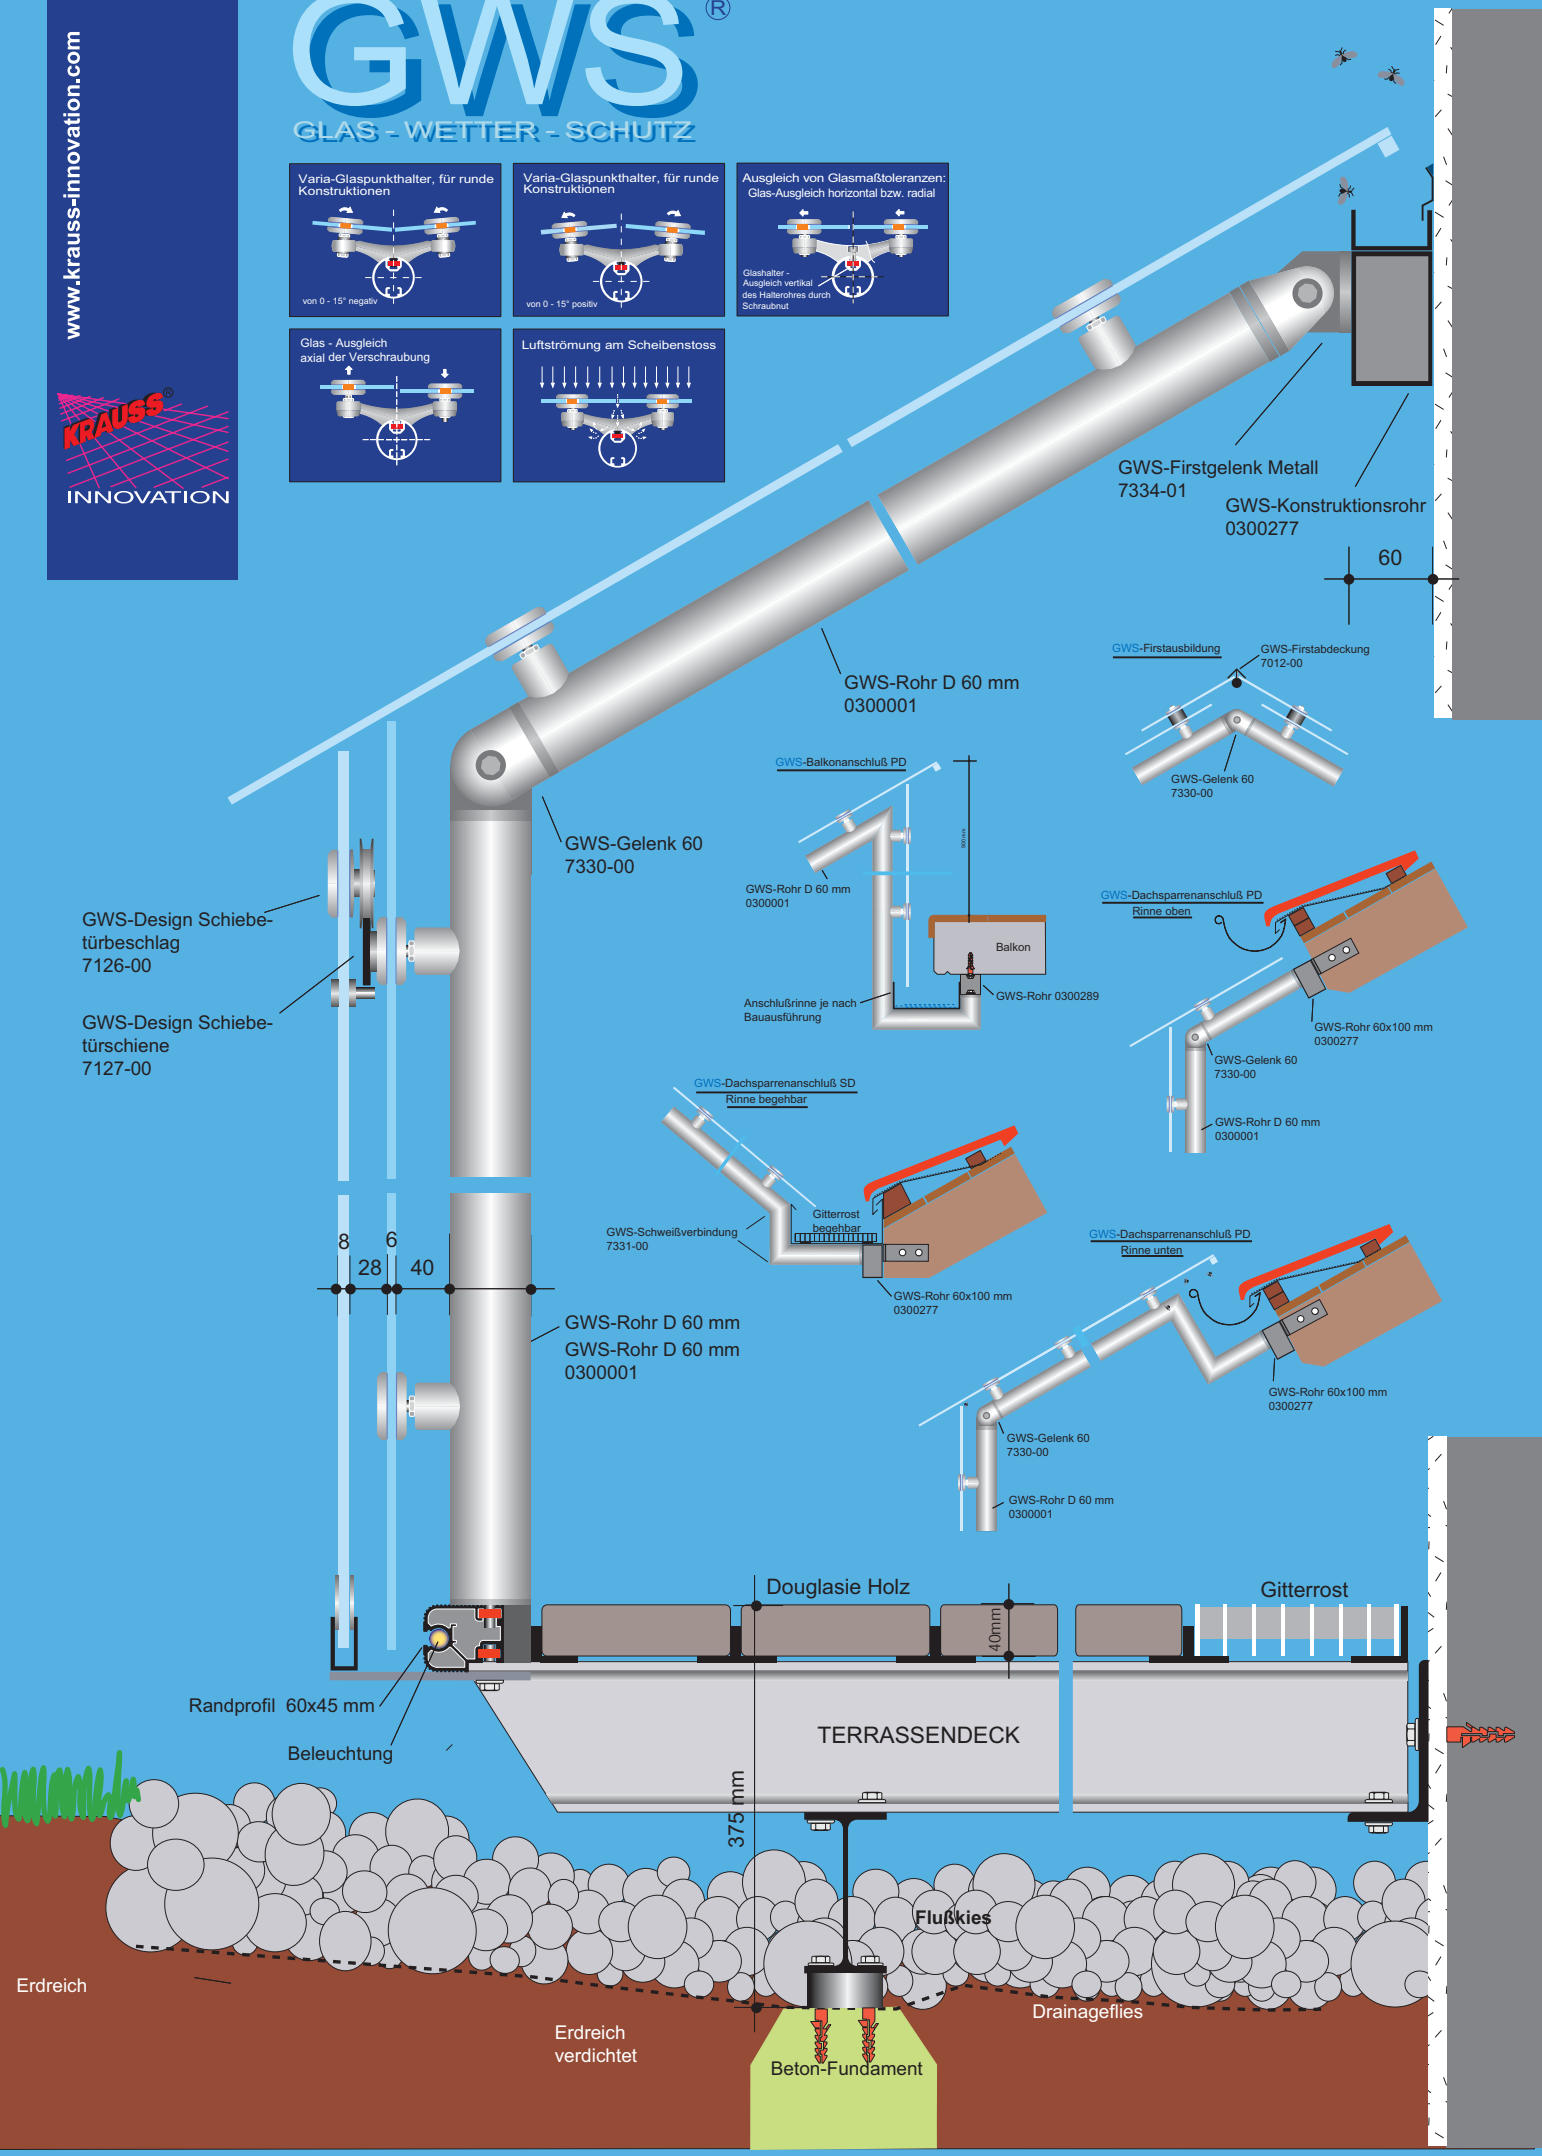 www.krauss-innovation.com
KRAUSS®
INNOVATION
GWS®
GLAS - WETTER - SCHUTZ
Varia-Glaspunkthalter, für runde
Konstruktionen
von 0 - 15° negativ
Varia-Glaspunkthalter, für runde
Konstruktionen
von 0 - 15° positiv
Ausgleich von Glasmaßtoleranzen:
Glas-Ausgleich horizontal bzw. radial
Glashalter -
Ausgleich vertikal
des Halterohres durch
Schraubnut
Glas - Ausgleich
axial der Verschraubung
Luftströmung am Scheibenstoss
GWS-Firstgelenk Metall
7334-01
GWS-Konstruktionsrohr
0300277
60
GWS-Rohr D 60 mm
0300001
GWS-Firstausbildung
GWS-Firstabdeckung
7012-00
GWS-Gelenk 60
7330-00
GWS-Balkonanschluß PD
900 mm
GWS-Rohr D 60 mm
0300001
Balkon
GWS-Rohr 0300289
Anschlußrinne je nach
Bauausführung
GWS-Gelenk 60
7330-00
GWS-Design Schiebe-
türbeschlag
7126-00
GWS-Design Schiebe-
türschiene
7127-00
GWS-Dachsparrenanschluß PD
Rinne oben
GWS-Rohr 60x100 mm
0300277
GWS-Gelenk 60
7330-00
GWS-Rohr D 60 mm
0300001
GWS-Dachsparrenanschluß SD
Rinne begehbar
Gitterrost
begehbar
GWS-Schweißverbindung
7331-00
GWS-Rohr 60x100 mm
0300277
GWS-Dachsparrenanschluß PD
Rinne unten
GWS-Rohr 60x100 mm
0300277
GWS-Gelenk 60
7330-00
GWS-Rohr D 60 mm
0300001
8
28
6
40
GWS-Rohr D 60 mm
GWS-Rohr D 60 mm
0300001
Douglasie Holz
40mm
Gitterrost
Randprofil 60x45 mm
Beleuchtung
TERRASSENDECK
375 mm
Flußkies
Erdreich
Erdreich
verdichtet
Drainageflies
Beton-Fundament